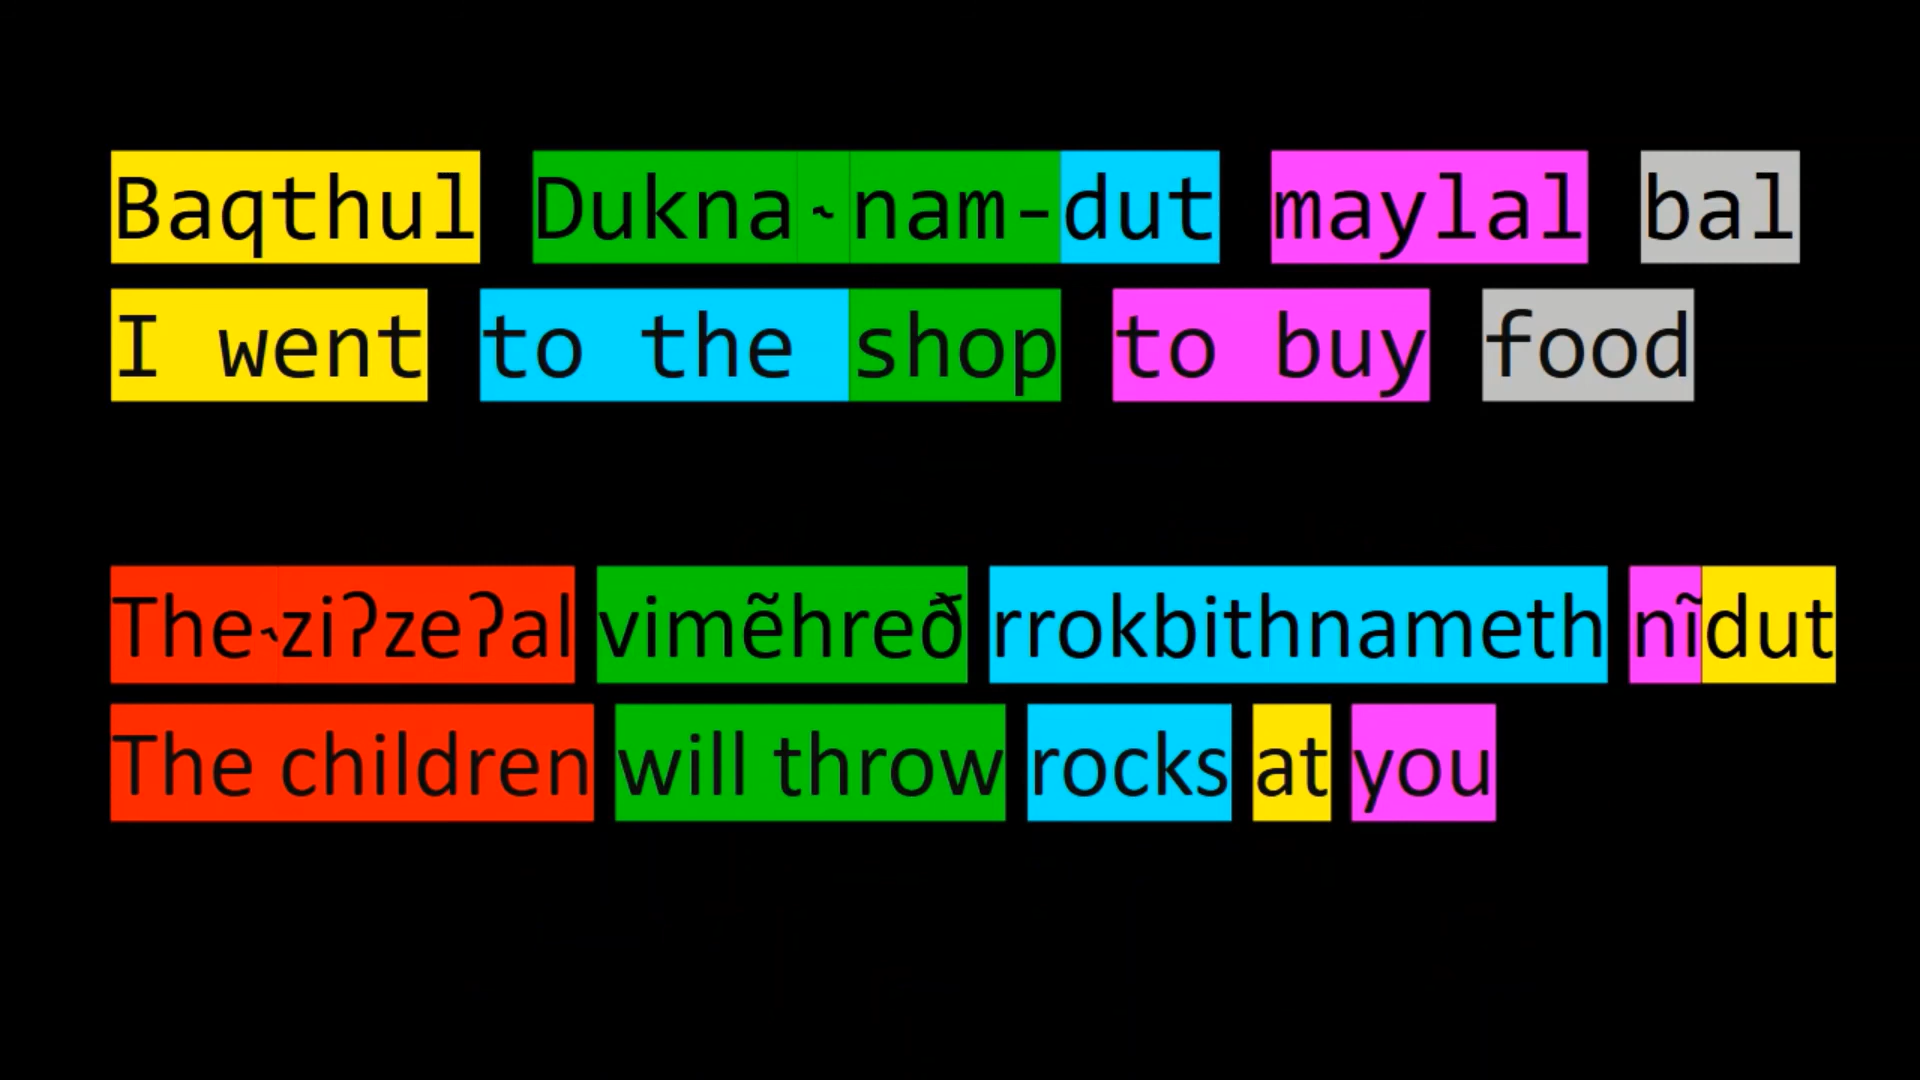 Baqthul Dukna˞nam-dut maylal bal
I went to the shop to buy food
The˞ziʔzeʔal vimẽhreð rrokbithnameth nĩdut
The children will throw rocks at you